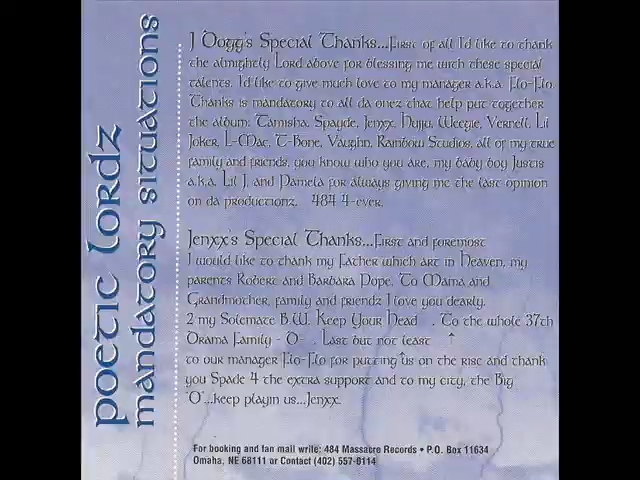 poetic lordz
mandatory situations
J Dogg's Special Thanks...First of all I'd like to thank
the almightly Lord above for blessing me with these special
talents. I'd like to give much love to my manager a.k.a. Flo-Flo.
Thanks is mandatory to all da onez that help put together
the album: Tamisha, Spayde, Jenxx, Hujju, Weegie, Vernell, Lil
Joker, L-Mac, T-Bone, Vaughn, Rainbow Studios, all of my true
family and friends, you know who you are, my baby boy Justis
a.k.a. Lil J, and Pamela for always giving me the last opinion
on da productionz. 484 4-ever.
Jenxx's Special Thanks...First and foremost
I would like to thank my Father which art in Heaven, my
parents Robert and Barbara Pope. To Mama and
Grandmother, family and friendz I love you dearly.
2 my Solemate B.W. Keep Your Head . To the whole 37th
Drama Family - "O" . Last but not least ↑
to our manager Flo-Flo for putting us on the rise and thank
you Spade 4 the extra support and to my city, the Big
"O"...keep playin us...Jenxx.
For booking and fan mail write: 484 Massacre Records • P.O. Box 11634
Omaha, NE 68111 or Contact (402) 557-0114